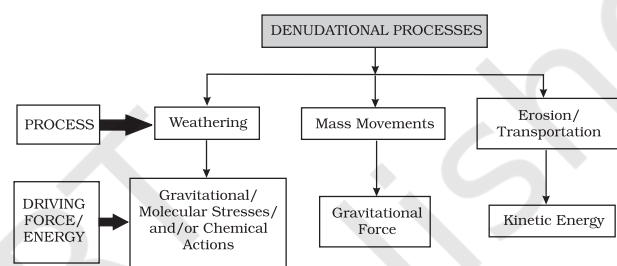 DENUDATIONAL PROCESSES
PROCESS
Weathering
Mass Movements
Erosion/
Transportation
DRIVING
FORCE/
ENERGY
Gravitational/
Molecular Stresses/
and/or Chemical
Actions
Gravitational
Force
Kinetic Energy